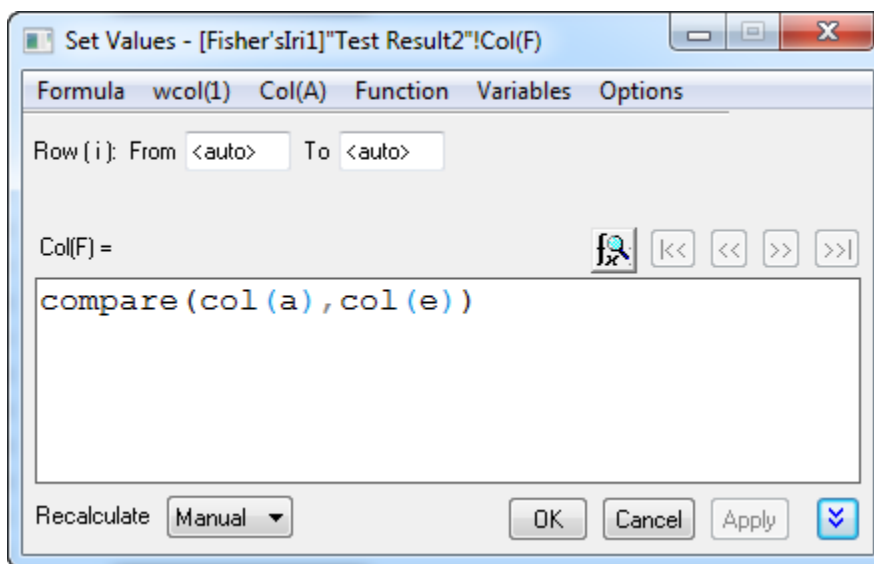 Set Values - [Fisher'sIri1]"Test Result2"!Col(F)
Formula wcol(1) Col(A) Function Variables Options
Row ( i ): From <auto> To <auto>
Col(F) =
|<< << >> >>|
compare(col(a),col(e))
Recalculate Manual OK Cancel Apply